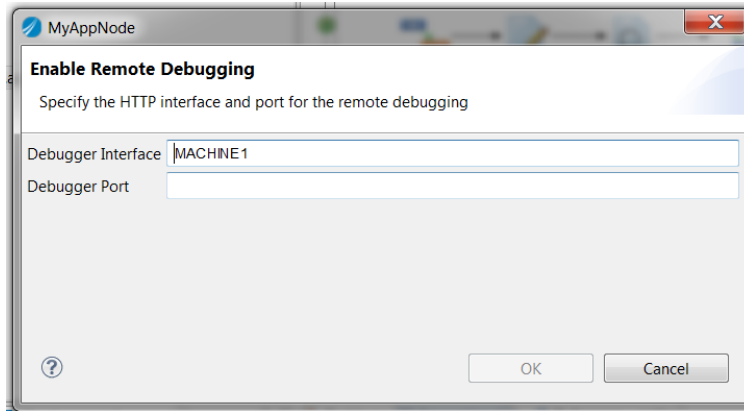 MyAppNode
Enable Remote Debugging
Specify the HTTP interface and port for the remote debugging
Debugger Interface MACHINE1
Debugger Port
?
OK Cancel